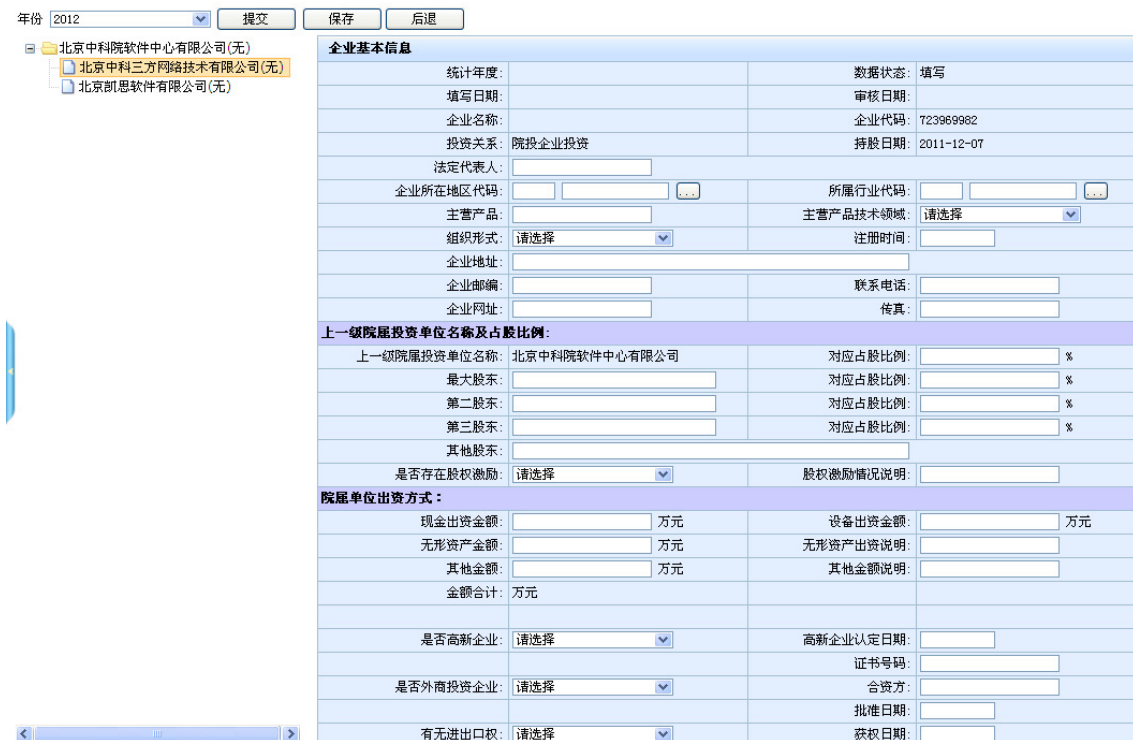 年份 2012 提交 保存 后退
北京中科院软件中心有限公司(无)
北京中科三方网络技术有限公司(无)
北京凯思软件有限公司(无)
企业基本信息
统计年度: 数据状态: 填写
填写日期: 审核日期:
企业名称: 企业代码: 723969982
投资关系: 院投企业投资 持股日期: 2011-12-07
法定代表人:
企业所在地区代码: ... 所属行业代码: ...
主营产品: 主营产品技术领域: 请选择
组织形式: 请选择 注册时间:
企业地址:
企业邮编: 联系电话:
企业网址: 传真:
上一级院属投资单位名称及占股比例:
上一级院属投资单位名称: 北京中科院软件中心有限公司 对应占股比例: %
最大股东: 对应占股比例: %
第二股东: 对应占股比例: %
第三股东: 对应占股比例: %
其他股东:
是否存在股权激励: 请选择 股权激励情况说明:
院属单位出资方式：
现金出资金额: 万元 设备出资金额: 万元
无形资产金额: 万元 无形资产出资说明:
其他金额: 万元 其他金额说明:
金额合计: 万元
是否高新企业: 请选择 高新企业认定日期:
证书号码:
是否外商投资企业: 请选择 合资方:
批准日期:
有无进出口权: 请选择 获权日期: